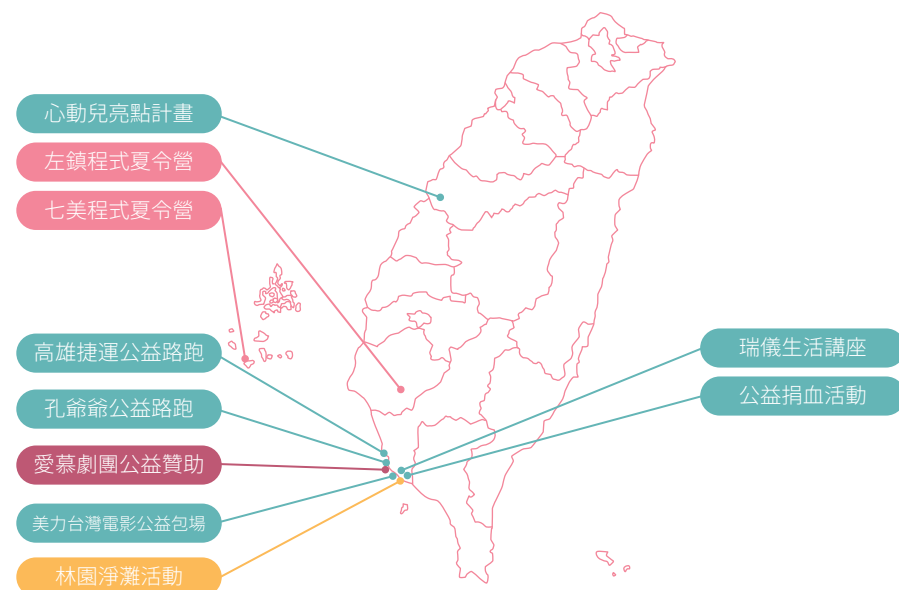 心動兒亮點計畫
左鎮程式夏令營
七美程式夏令營
高雄捷運公益路跑
孔爺爺公益路跑
愛慕劇團公益贊助
美力台灣電影公益包場
林園淨灘活動
瑞儀生活講座
公益捐血活動